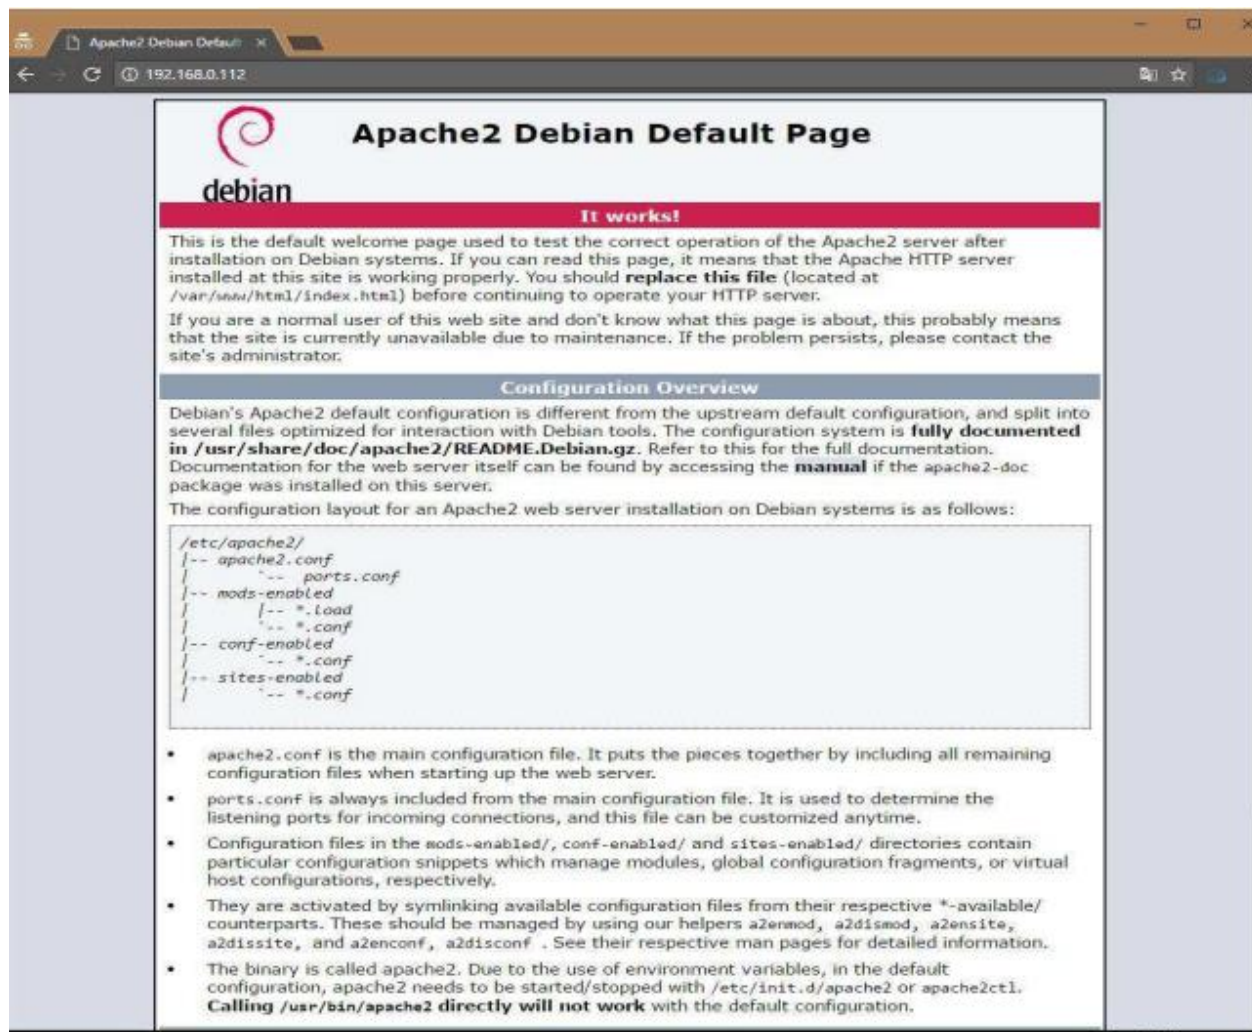 Apache2 Debian Default
192.168.0.112
debian
Apache2 Debian Default Page
It works!
This is the default welcome page used to test the correct operation of the Apache2 server after
installation on Debian systems. If you can read this page, it means that the Apache HTTP server
installed at this site is working properly. You should replace this file (located at
/var/www/html/index.html) before continuing to operate your HTTP server.
If you are a normal user of this web site and don't know what this page is about, this probably means
that the site is currently unavailable due to maintenance. If the problem persists, please contact the
site's administrator.
Configuration Overview
Debian's Apache2 default configuration is different from the upstream default configuration, and split into
several files optimized for interaction with Debian tools. The configuration system is fully documented
in /usr/share/doc/apache2/README.Debian.gz. Refer to this for the full documentation.
Documentation for the web server itself can be found by accessing the manual if the apache2-doc
package was installed on this server.
The configuration layout for an Apache2 web server installation on Debian systems is as follows:
/etc/apache2/
|-- apache2.conf
|       `--  ports.conf
|-- mods-enabled
|       |-- *.load
|       `-- *.conf
|-- conf-enabled
|       `-- *.conf
|-- sites-enabled
|       `-- *.conf
• apache2.conf is the main configuration file. It puts the pieces together by including all remaining
configuration files when starting up the web server.
• ports.conf is always included from the main configuration file. It is used to determine the
listening ports for incoming connections, and this file can be customized anytime.
• Configuration files in the mods-enabled/, conf-enabled/ and sites-enabled/ directories contain
particular configuration snippets which manage modules, global configuration fragments, or virtual
host configurations, respectively.
• They are activated by symlinking available configuration files from their respective *-available/
counterparts. These should be managed by using our helpers a2enmod, a2dismod, a2ensite,
a2dissite, and a2enconf, a2disconf . See their respective man pages for detailed information.
• The binary is called apache2. Due to the use of environment variables, in the default
configuration, apache2 needs to be started/stopped with /etc/init.d/apache2 or apache2ctl.
Calling /usr/bin/apache2 directly will not work with the default configuration.